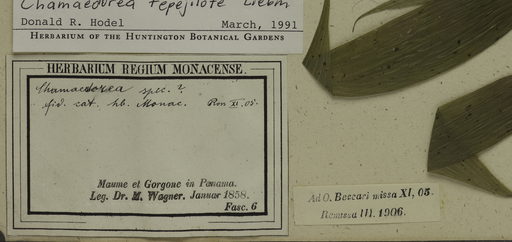 Chamaedorea tepejilote Liebm
Donald R. Hodel March, 1991
HERBARIUM OF THE HUNTINGTON BOTANICAL GARDENS
HERBARIUM REGIUM MONACENSE.
Chamaedorea spec. ?
fid. cat. hb. Monac. XI. 05.
Maume et Gorgone in Panama.
Leg. Dr. M. Wagner. Januar 1858.
Fasc. 6
Ad O. Beccari missa XI, 05.
Remissa III. 1906.